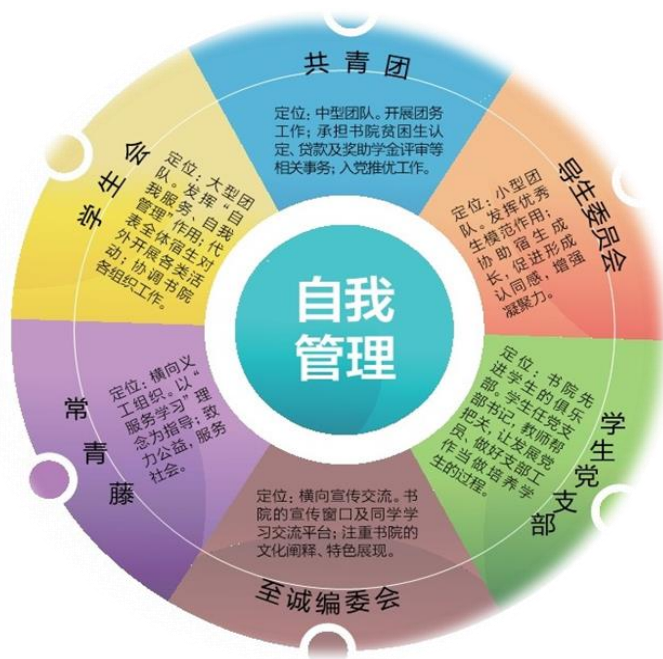 共青团
定位：中型团队。开展团务
工作；承担书院贫困生认
定、贷款及奖助学金评审等
相关事务；入党推优工作。
导生委员会
定位：小型团
队。发挥优秀
生模范作用；
协助宿生成
长，促进形成
认同感，增强
凝聚力。
学生党支部
定位：书院先
进学生的俱乐
部。学生任党支
部书记，教师帮
把关，让发展党
员、做好支部工
作当做培养学
生的过程。
至诚编委会
定位：横向宣传交流。书
院的宣传窗口及同学学
习交流平台；注重书院的
文化阐释、特色展现。
常青藤
定位：横向义
工组织。以“
服务学习”理
念为指导；致
力公益，服务
社会。
学生会
定位：大型团
队。发挥“自
我服务，自我
管理”作用；代
表全体宿生对
外开展各类活
动；协调书院
各组织工作。
自我
管理